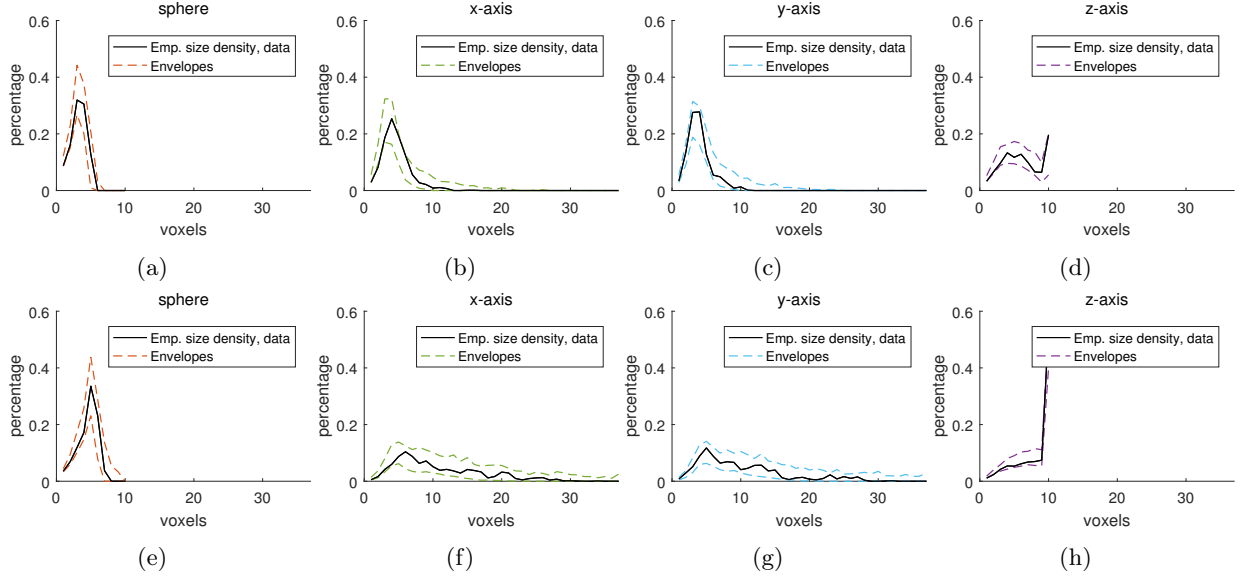 sphere
0.6
0.4
0.2
0
percentage
Emp. size density, data
Envelopes
0 10 20 30
voxels
(a)
x-axis
0.6
0.4
0.2
0
percentage
Emp. size density, data
Envelopes
0 10 20 30
voxels
(b)
y-axis
0.6
0.4
0.2
0
percentage
Emp. size density, data
Envelopes
0 10 20 30
voxels
(c)
z-axis
0.6
0.4
0.2
0
percentage
Emp. size density, data
Envelopes
0 10 20 30
voxels
(d)
sphere
0.6
0.4
0.2
0
percentage
Emp. size density, data
Envelopes
0 10 20 30
voxels
(e)
x-axis
0.6
0.4
0.2
0
percentage
Emp. size density, data
Envelopes
0 10 20 30
voxels
(f)
y-axis
0.6
0.4
0.2
0
percentage
Emp. size density, data
Envelopes
0 10 20 30
voxels
(g)
z-axis
0.6
0.4
0.2
0
percentage
Emp. size density, data
Envelopes
0 10 20 30
voxels
(h)